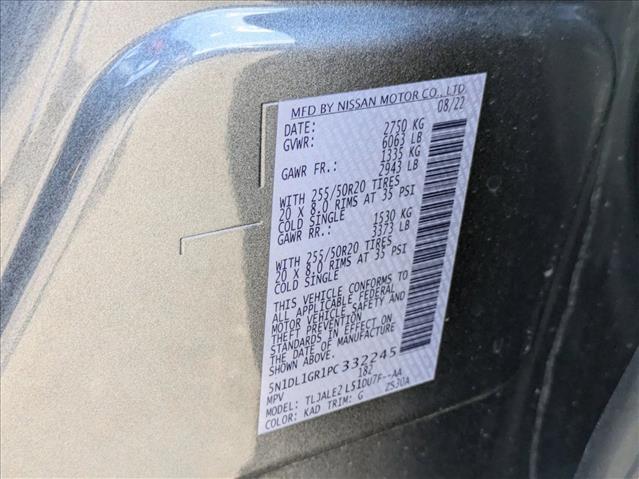 MFD BY NISSAN MOTOR CO., LTD.
DATE: 08/22
GVWR: 2750 KG
6063 LB
GAWR FR.: 1335 KG
2943 LB
WITH 255/50R20 TIRES
20 X 8.0 RIMS AT 35 PSI
COLD SINGLE
GAWR RR.: 1530 KG
3373 LB
WITH 255/50R20 TIRES
20 X 8.0 RIMS AT 35 PSI
COLD SINGLE
THIS VEHICLE CONFORMS TO
ALL APPLICABLE FEDERAL
MOTOR VEHICLE SAFETY AND
THEFT PREVENTION
STANDARDS IN EFFECT ON
THE DATE OF MANUFACTURE
SHOWN ABOVE.
5N1DL1GR1PC332245
MPV 182
MODEL: TLJALE2 L51DU7F--AA
COLOR: KAD TRIM: G ZS30A